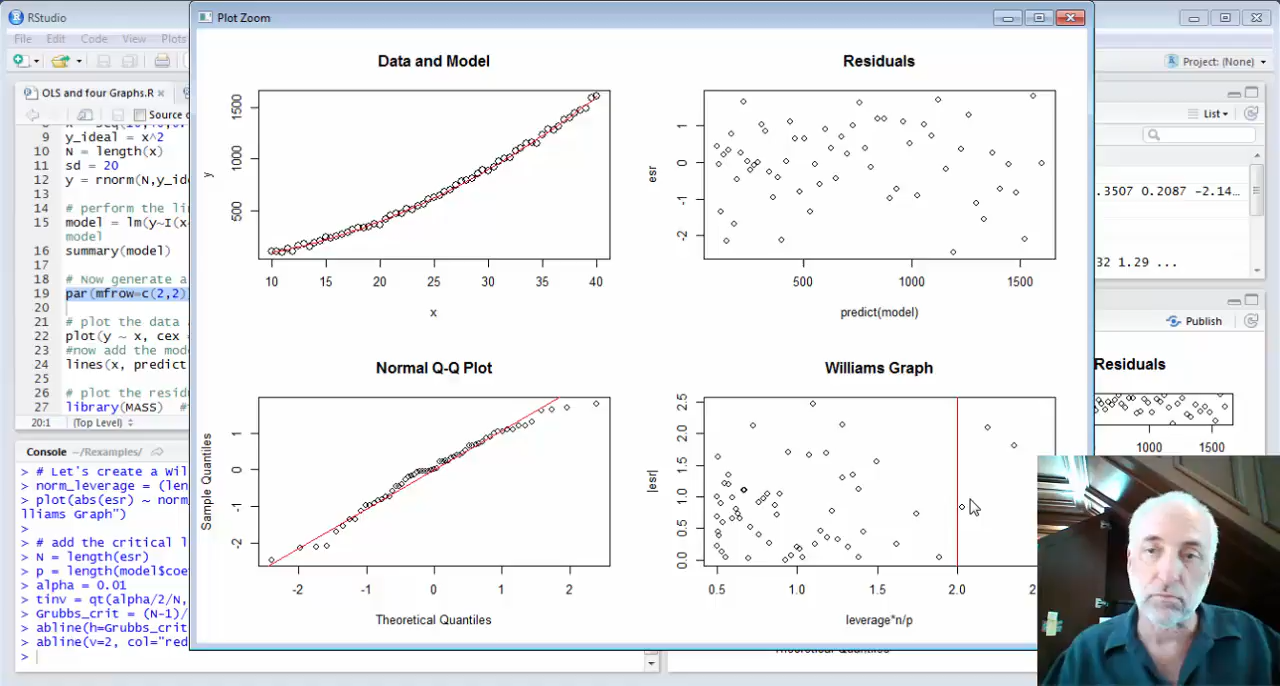 RStudio
File Edit Code View Plots
Plot Zoom
Project: (None)
OLS and four Graphs.R
Source o
9 y_ideal = x^2
10 N = length(x)
11 sd = 20
12 y = rnorm(N,y_ide
13
14 # perform the lin
15 model = lm(y~I(x^
model
16 summary(model)
17
18 # Now generate a
19 par(mfrow=c(2,2)
20
21 # plot the data a
22 plot(y ~ x, cex =
23 #now add the mode
24 lines(x, predict
25
26 # plot the resid
27 library(MASS) #
20:1 (Top Level)
Console ~/Rexamples/
> # Let's create a wil
> norm_leverage = (len
> plot(abs(esr) ~ norm_
lliams Graph")
>
> # add the critical l
> N = length(esr)
> p = length(model$coe
> alpha = 0.01
> tinv = qt(alpha/2/N,
> Grubbs_crit = (N-1)/
> abline(h=Grubbs_crit
> abline(v=2, col="red
>
Data and Model
y
500 1000 1500
10 15 20 25 30 35 40
x
Residuals
esr
-2 -1 0 1
500 1000 1500
predict(model)
Normal Q-Q Plot
Sample Quantiles
-2 -1 0 1
-2 -1 0 1 2
Theoretical Quantiles
Williams Graph
|esr|
0.0 0.5 1.0 1.5 2.0 2.5
0.5 1.0 1.5 2.0
leverage*n/p
List
.3507 0.2087 -2.14...
32 1.29 ...
Publish
Residuals
1000 1500